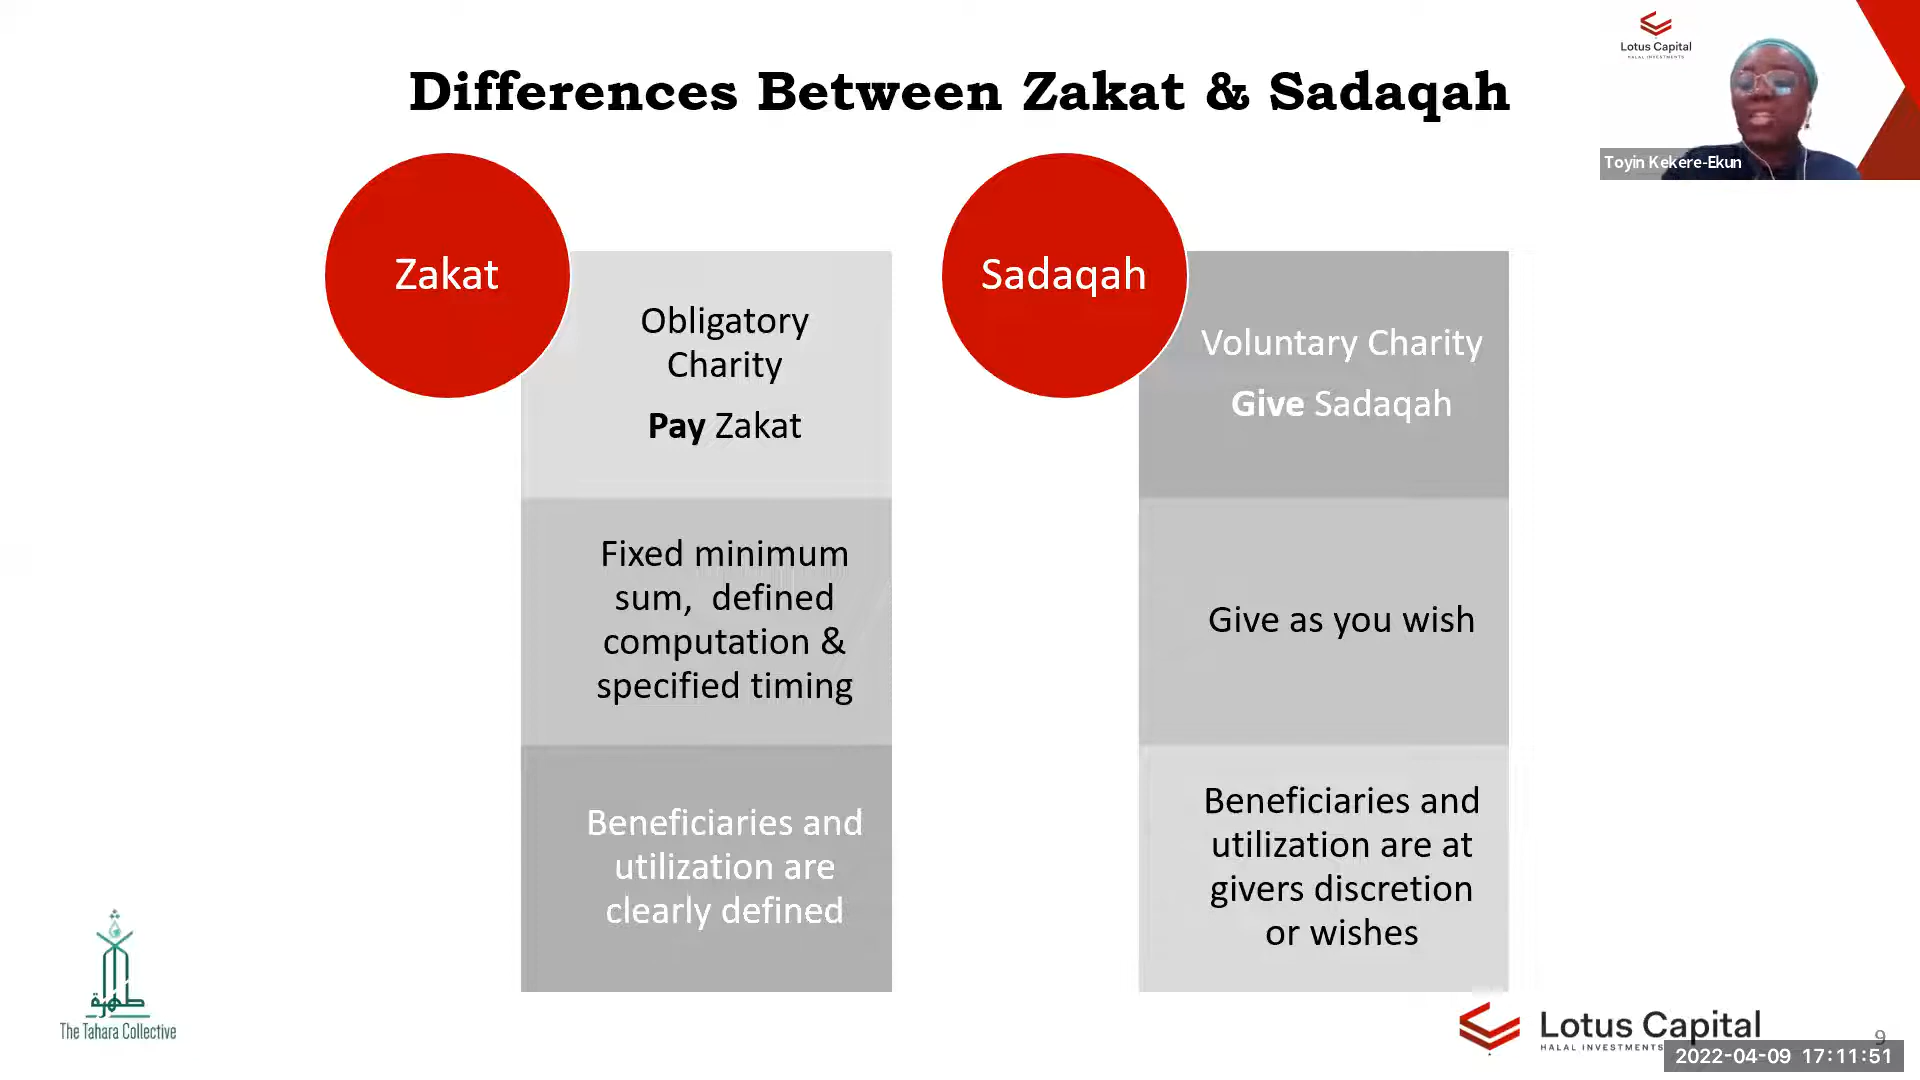 Lotus Capital
HALAL INVESTMENTS
Differences Between Zakat & Sadaqah
Toyin Kekere-Ekun
Zakat
Obligatory
Charity
Pay Zakat
Fixed minimum
sum, defined
computation &
specified timing
Beneficiaries and
utilization are
clearly defined
Sadaqah
Voluntary Charity
Give Sadaqah
Give as you wish
Beneficiaries and
utilization are at
givers discretion
or wishes
طهرة
The Tahara Collective
Lotus Capital
HALAL INVESTMENTS
9
2022-04-09 17:11:51